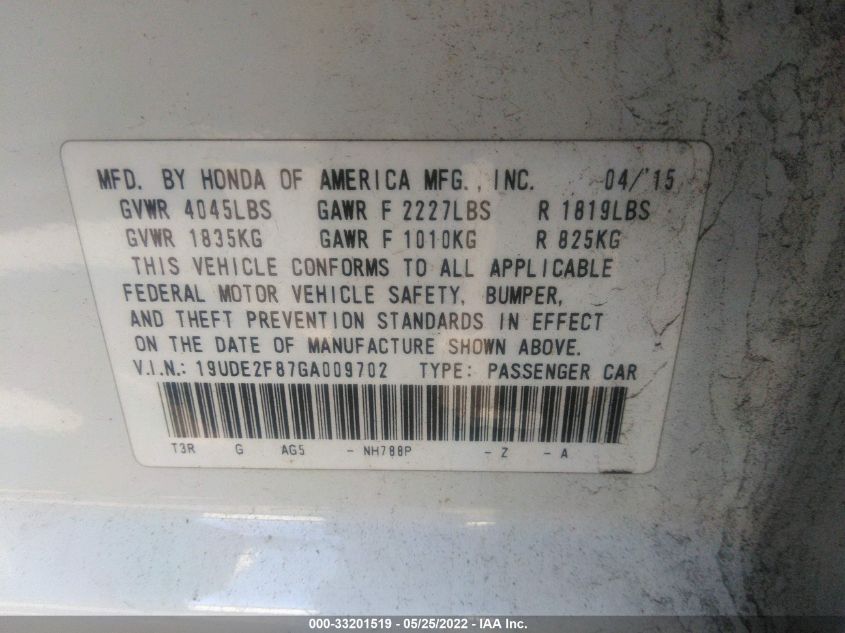 MFD. BY HONDA OF AMERICA MFG., INC. 04/'15
GVWR 4045LBS GAWR F 2227LBS R 1819LBS
GVWR 1835KG GAWR F 1010KG R 825KG
THIS VEHICLE CONFORMS TO ALL APPLICABLE
FEDERAL MOTOR VEHICLE SAFETY, BUMPER,
AND THEFT PREVENTION STANDARDS IN EFFECT
ON THE DATE OF MANUFACTURE SHOWN ABOVE.
V.I.N.: 19UDE2F87GA009702 TYPE: PASSENGER CAR
T3R G AG5 - NH788P - Z - A
000-33201519 - 05/25/2022 - IAA Inc.